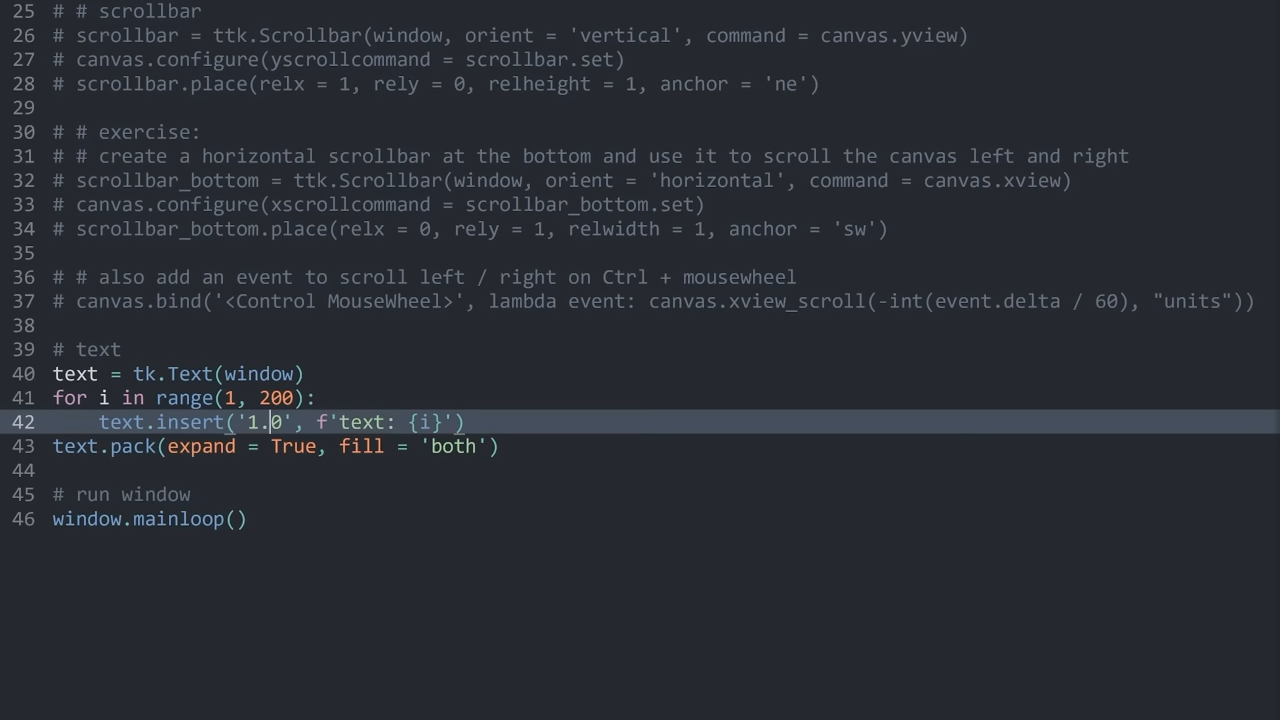 25 # # scrollbar
26 # scrollbar = ttk.Scrollbar(window, orient = 'vertical', command = canvas.yview)
27 # canvas.configure(yscrollcommand = scrollbar.set)
28 # scrollbar.place(relx = 1, rely = 0, relheight = 1, anchor = 'ne')
29
30 # # exercise:
31 # # create a horizontal scrollbar at the bottom and use it to scroll the canvas left and right
32 # scrollbar_bottom = ttk.Scrollbar(window, orient = 'horizontal', command = canvas.xview)
33 # canvas.configure(xscrollcommand = scrollbar_bottom.set)
34 # scrollbar_bottom.place(relx = 0, rely = 1, relwidth = 1, anchor = 'sw')
35
36 # # also add an event to scroll left / right on Ctrl + mousewheel
37 # canvas.bind('<Control MouseWheel>', lambda event: canvas.xview_scroll(-int(event.delta / 60), "units"))
38
39 # text
40 text = tk.Text(window)
41 for i in range(1, 200):
42     text.insert('1.0', f'text: {i}')
43 text.pack(expand = True, fill = 'both')
44
45 # run window
46 window.mainloop()